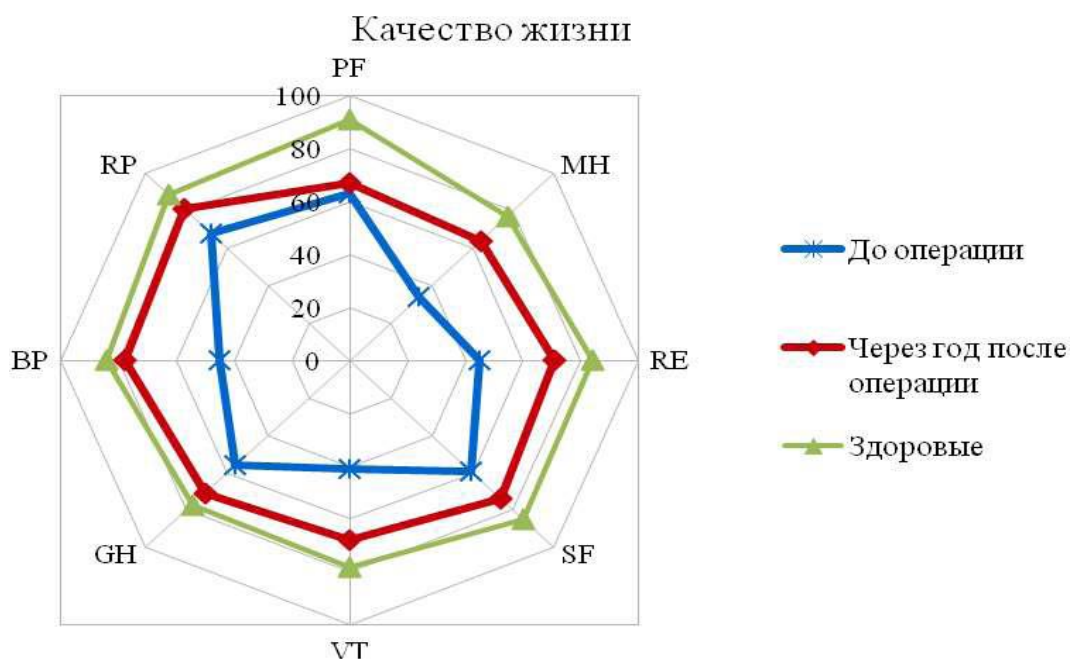 Качество жизни
PF
100
RP
MH
80
60
40
20
BP
0
RE
GH
SF
VT
До операции
Через год после
операции
Здоровые